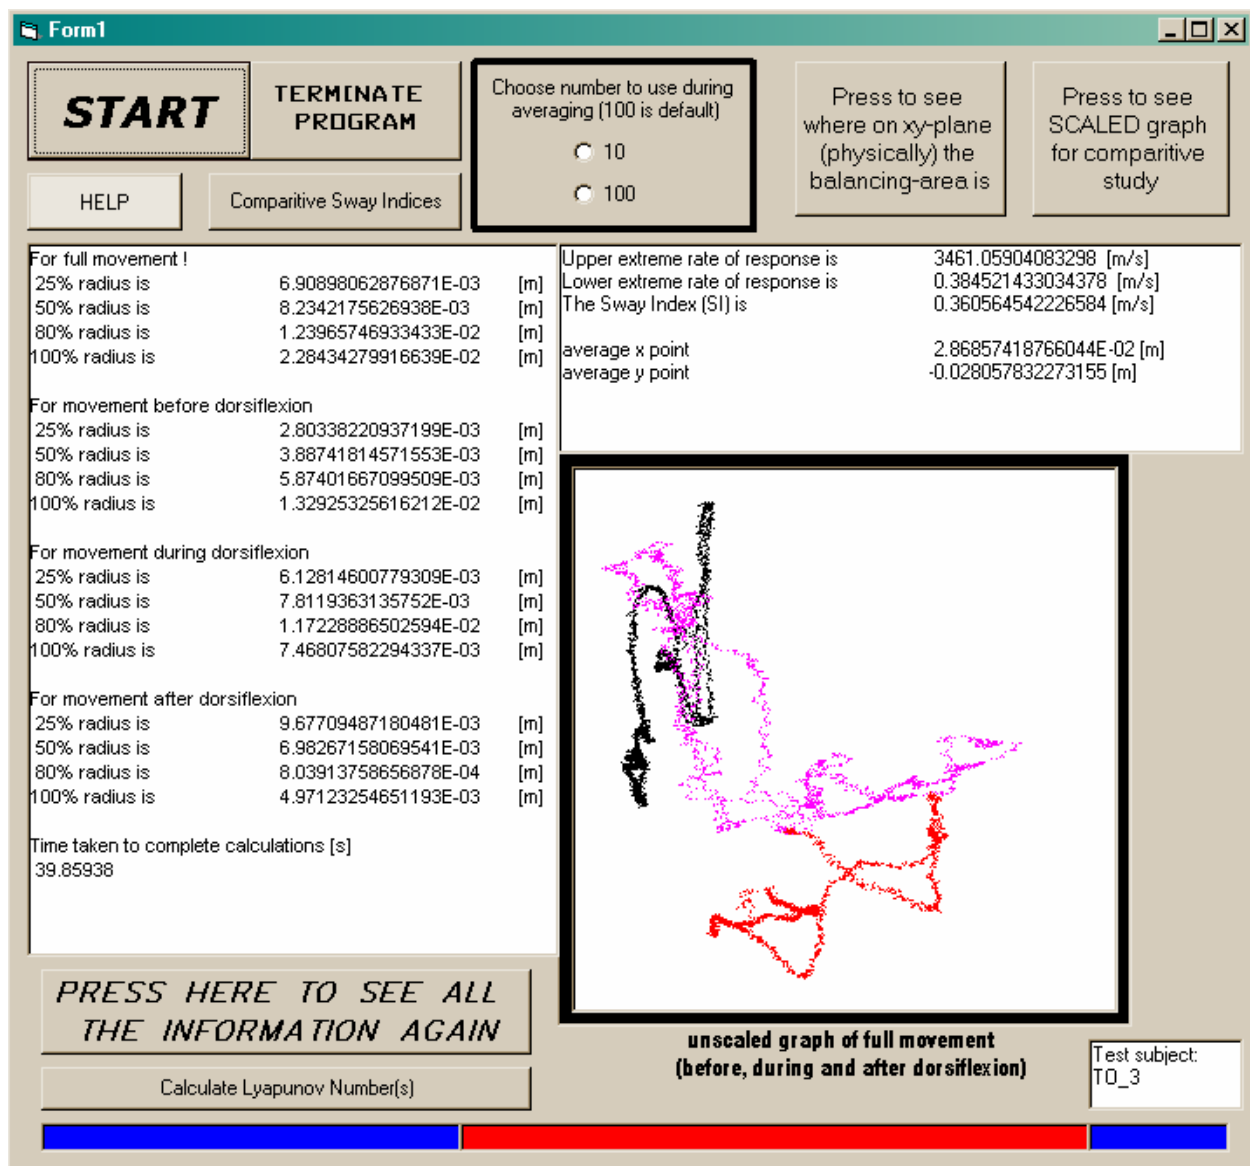 Form1
START
TERMINATE
PROGRAM
Choose number to use during
averaging (100 is default)
10
100
Press to see
where on xy-plane
(physically) the
balancing-area is
Press to see
SCALED graph
for comparitive
study
HELP
Comparitive Sway Indices
For full movement !
25% radius is 6.90898062876871E-03 [m]
50% radius is 8.2342175626938E-03 [m]
80% radius is 1.23965746933433E-02 [m]
100% radius is 2.28434279916639E-02 [m]
For movement before dorsiflexion
25% radius is 2.80338220937199E-03 [m]
50% radius is 3.88741814571553E-03 [m]
80% radius is 5.87401667099509E-03 [m]
100% radius is 1.32925325616212E-02 [m]
For movement during dorsiflexion
25% radius is 6.12814600779309E-03 [m]
50% radius is 7.8119363135752E-03 [m]
80% radius is 1.17228886502594E-02 [m]
100% radius is 7.46807582294337E-03 [m]
For movement after dorsiflexion
25% radius is 9.67709487180481E-03 [m]
50% radius is 6.98267158069541E-03 [m]
80% radius is 8.03913758656878E-04 [m]
100% radius is 4.97123254651193E-03 [m]
Time taken to complete calculations [s]
39.85938
Upper extreme rate of response is 3461.05904083298 [m/s]
Lower extreme rate of response is 0.384521433034378 [m/s]
The Sway Index (SI) is 0.360564542226584 [m/s]
average x point 2.86857418766044E-02 [m]
average y point -0.028057832273155 [m]
PRESS HERE TO SEE ALL
THE INFORMATION AGAIN
Calculate Lyapunov Number(s)
unscaled graph of full movement
(before, during and after dorsiflexion)
Test subject:
TO_3